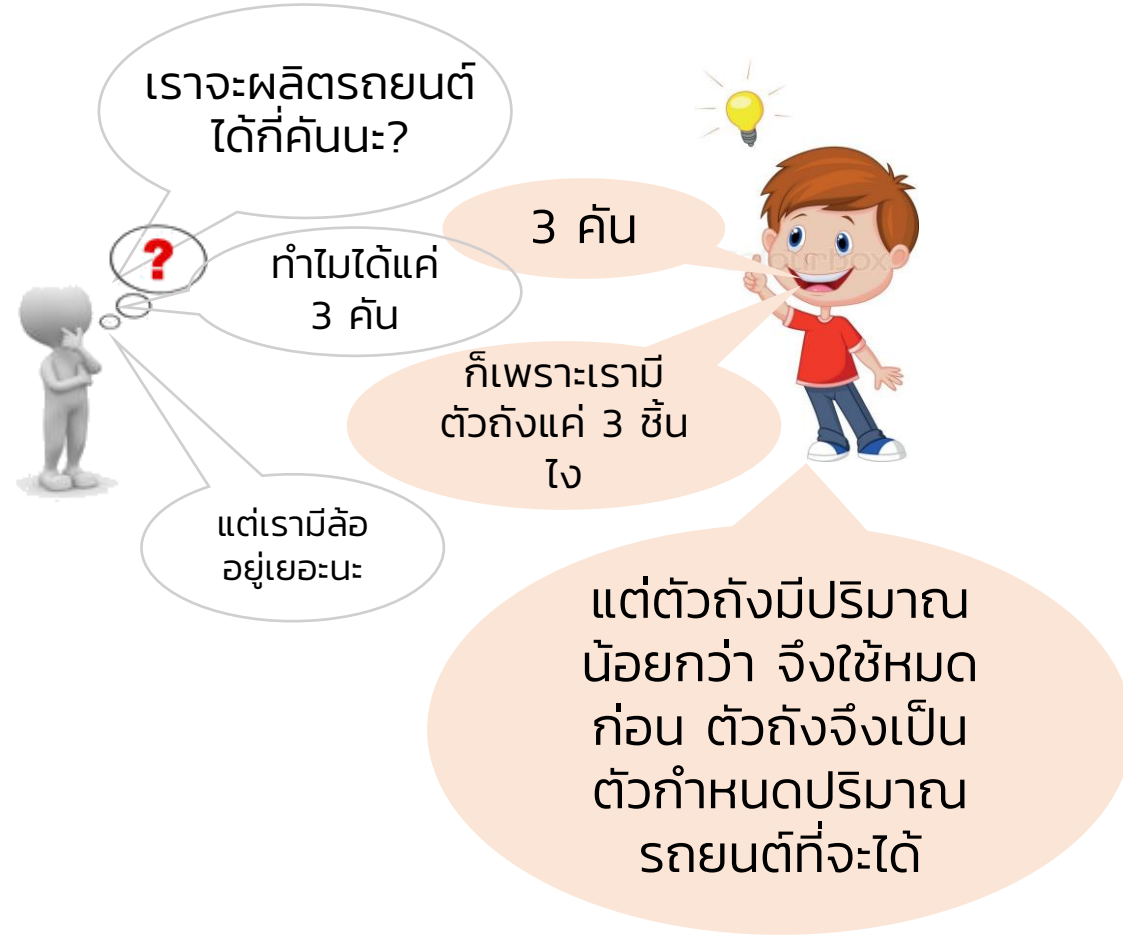 เราจะผลิตรถยนต์
ได้กี่คันนะ?
?
3 คัน
ทำไมได้แค่
3 คัน
ก็เพราะเรามี
ตัวถังแค่ 3 ชิ้น
ไง
แต่เรามีล้อ
อยู่เยอะนะ
แต่ตัวถังมีปริมาณ
น้อยกว่า จึงใช้หมด
ก่อน ตัวถังจึงเป็น
ตัวกำหนดปริมาณ
รถยนต์ที่จะได้